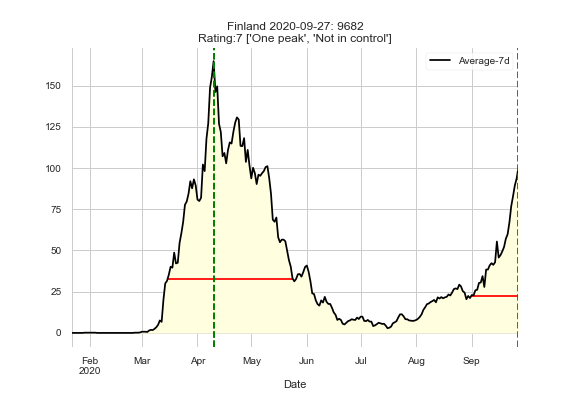 Finland 2020-09-27: 9682
Rating:7 ['One peak', 'Not in control']
Average-7d
150
125
100
75
50
25
0
Feb Mar Apr May Jun Jul Aug Sep
2020
Date